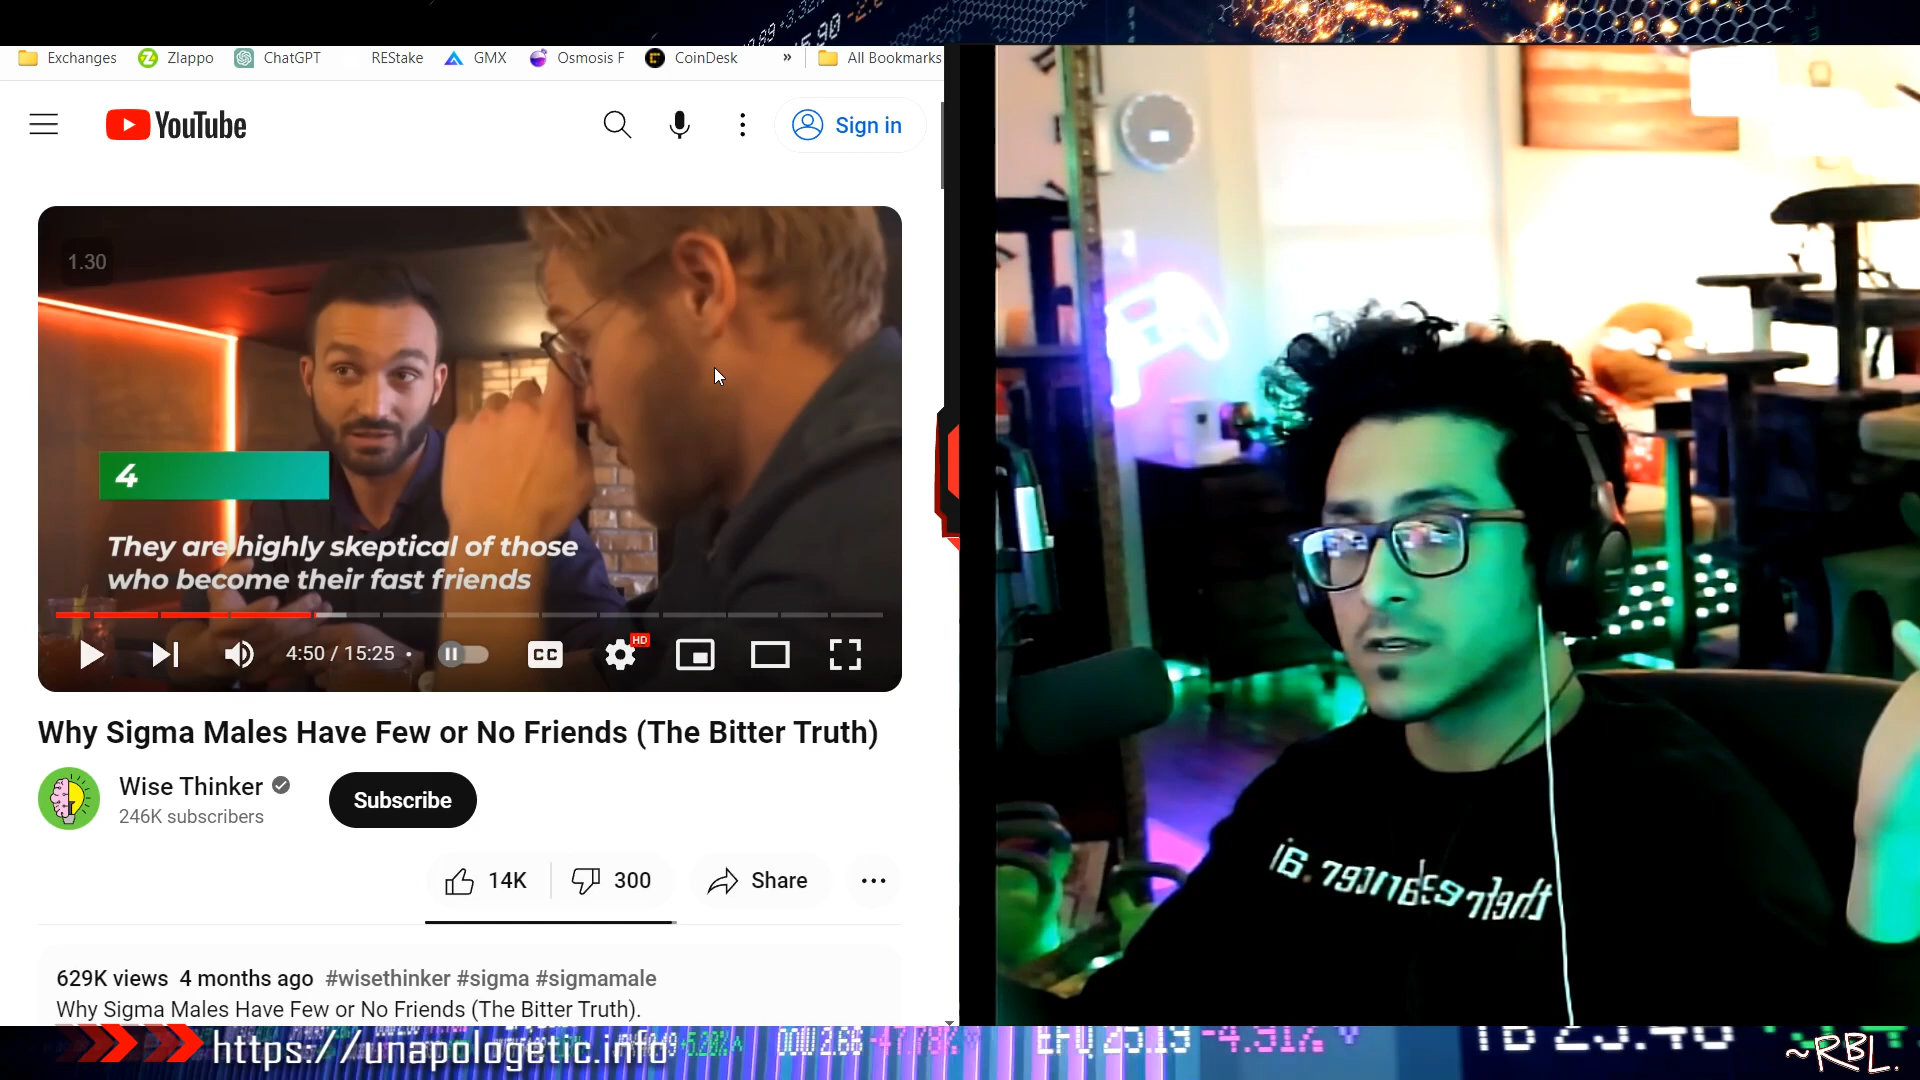 Exchanges
Zlappo
ChatGPT
REStake
GMX
Osmosis F
CoinDesk
»
All Bookmarks
YouTube
Sign in
1.30
4
They are highly skeptical of those
who become their fast friends
4:50 / 15:25
CC
HD
Why Sigma Males Have Few or No Friends (The Bitter Truth)
Wise Thinker
246K subscribers
Subscribe
14K
300
Share
629K views 4 months ago #wisethinker #sigma #sigmamale
Why Sigma Males Have Few or No Friends (The Bitter Truth).
https://unapologetic.info
~RBL.